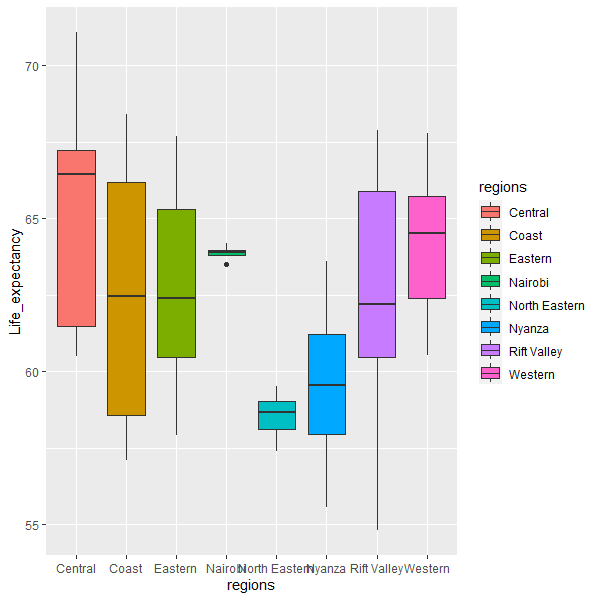 Life_expectancy
70
65
60
55
Central Coast Eastern Nairobi North Eastern Nyanza Rift Valley Western
regions
regions
Central
Coast
Eastern
Nairobi
North Eastern
Nyanza
Rift Valley
Western